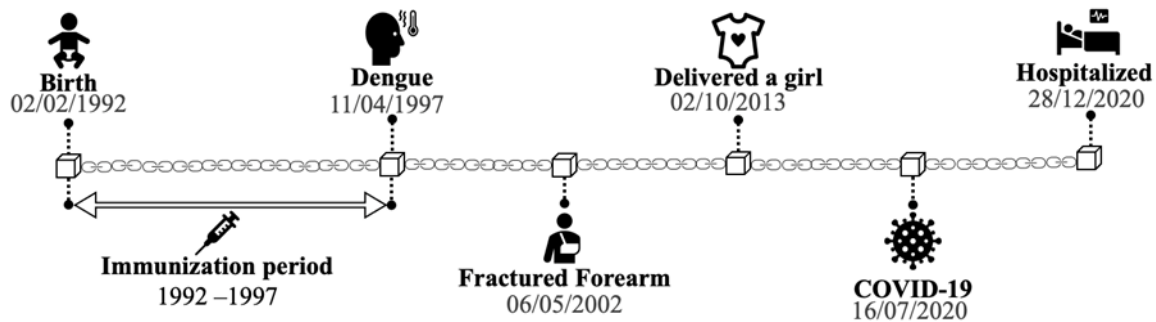 Birth
02/02/1992
Dengue
11/04/1997
Delivered a girl
02/10/2013
Hospitalized
28/12/2020
Immunization period
1992 –1997
Fractured Forearm
06/05/2002
COVID-19
16/07/2020